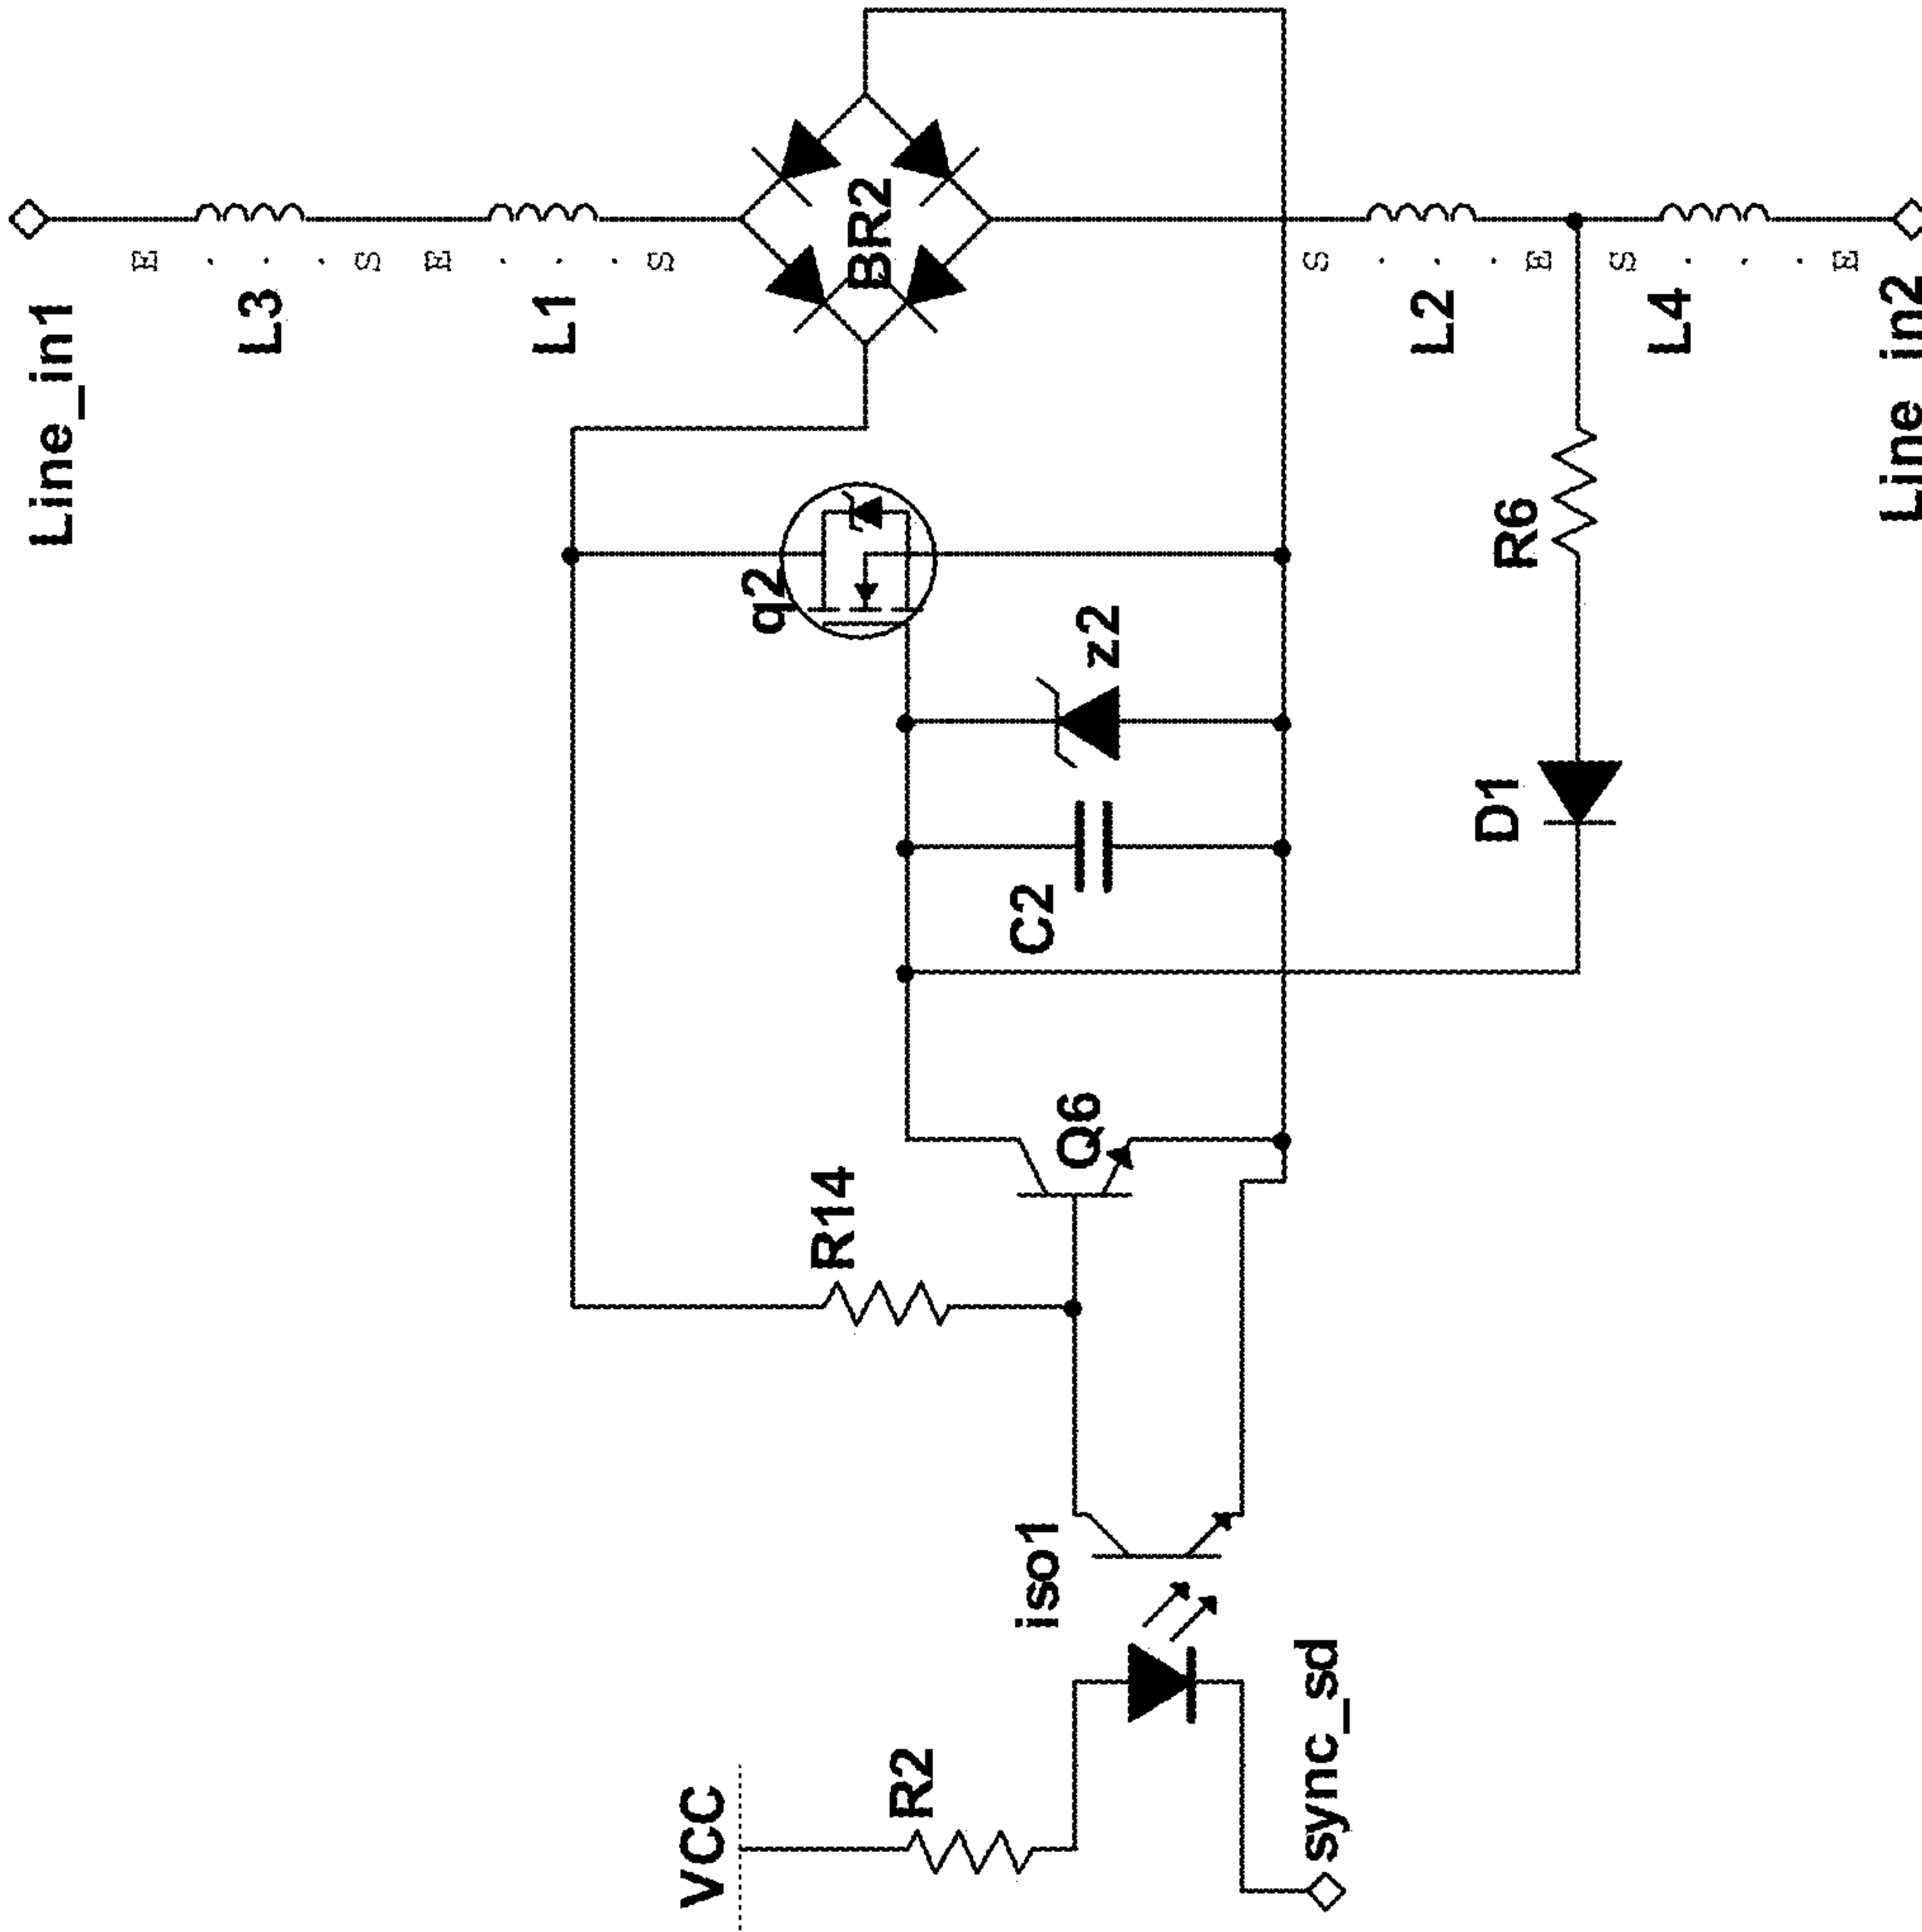 Line_in1
E . . . S
L3
E . . . S
L1
BR2
S . . . E
L2
S . . . E
L4
Line_in2
q2
R6
z2
D1
C2
Q6
R14
iso1
sync_sd
R2
VCC